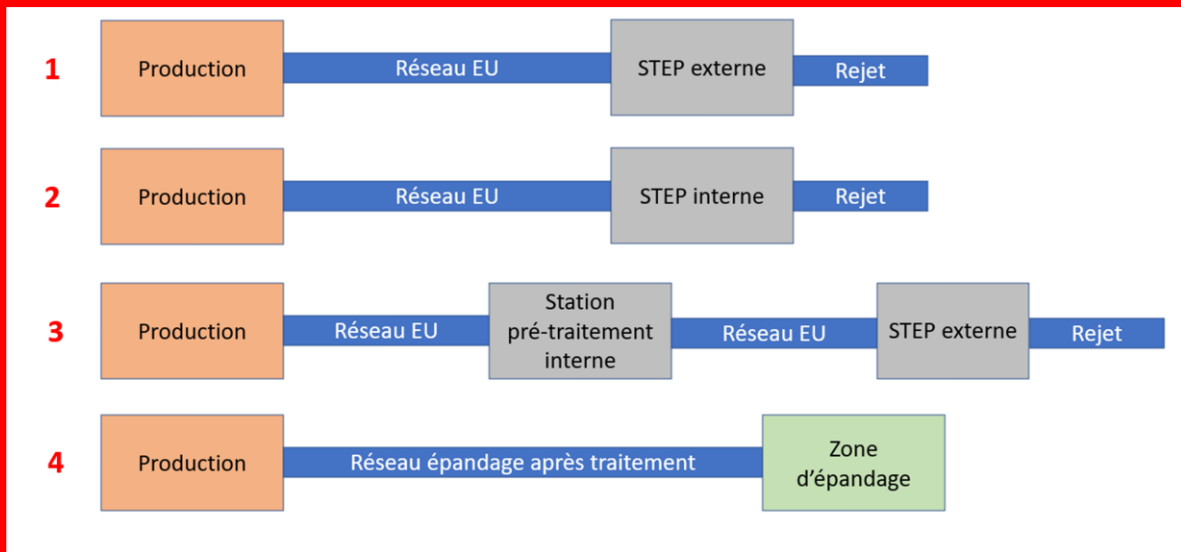 1 Production Réseau EU STEP externe Rejet
2 Production Réseau EU STEP interne Rejet
3 Production Réseau EU Station
pré-traitement
interne
Réseau EU STEP externe Rejet
4 Production Réseau épandage après traitement Zone
d'épandage